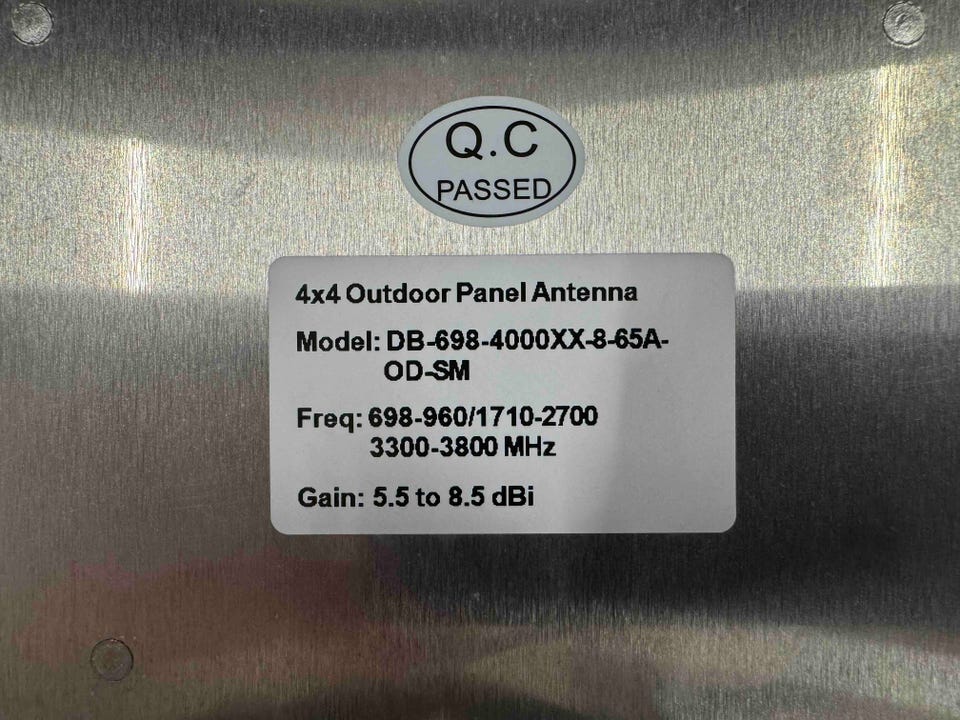 Q.C
PASSED
4x4 Outdoor Panel Antenna
Model: DB-698-4000XX-8-65A-
OD-SM
Freq: 698-960/1710-2700
3300-3800 MHz
Gain: 5.5 to 8.5 dBi